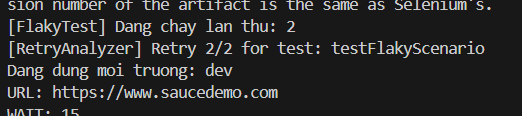 sion number of the artifact is the same as Selenium's.
[FlakyTest] Dang chay lan thu: 2
[RetryAnalyzer] Retry 2/2 for test: testFlakyScenario
Dang dung moi truong: dev
URL: https://www.saucedemo.com
WAIT: 15